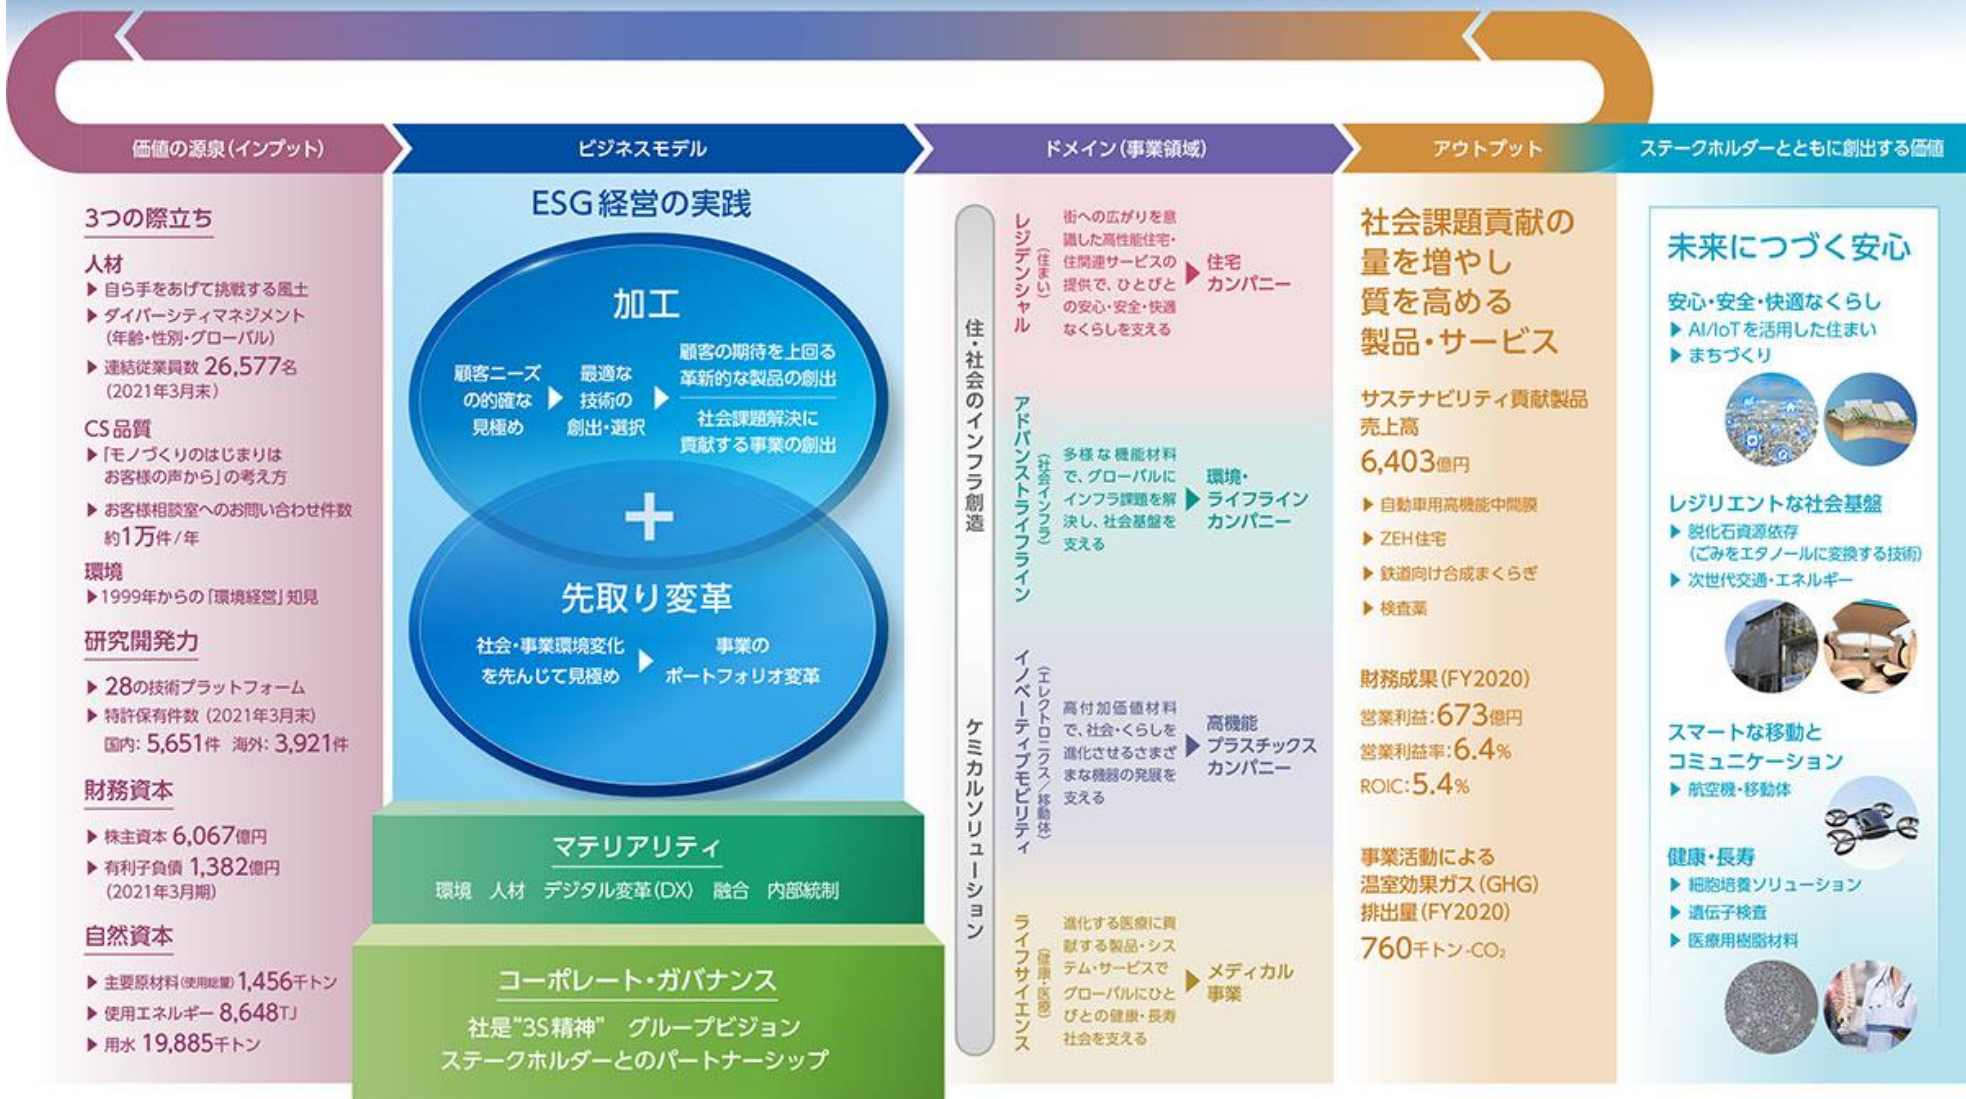 価値の源泉(インプット)
ビジネスモデル
ドメイン(事業領域)
アウトプット
ステークホルダーとともに創出する価値
3つの際立ち
人材
▶ 自ら手をあげて挑戦する風土
▶ ダイバーシティマネジメント
(年齢・性別・グローバル)
▶ 連結従業員数 26,577名
(2021年3月末)
CS品質
▶「モノづくりのはじまりは
お客様の声から」の考え方
▶ お客様相談室へのお問い合わせ件数
約1万件/年
環境
▶1999年からの「環境経営」知見
研究開発力
▶ 28の技術プラットフォーム
▶ 特許保有件数 (2021年3月末)
国内: 5,651件 海外: 3,921件
財務資本
▶ 株主資本 6,067億円
▶ 有利子負債 1,382億円
(2021年3月期)
自然資本
▶ 主要原材料(使用総量) 1,456千トン
▶ 使用エネルギー 8,648TJ
▶ 用水 19,885千トン
ESG経営の実践
加工
顧客ニーズ
の的確な
見極め
▶
最適な
技術の
創出・選択
▶
顧客の期待を上回る
革新的な製品の創出
社会課題解決に
貢献する事業の創出
+
先取り変革
社会・事業環境変化
を先んじて見極め
▶
事業の
ポートフォリオ変革
マテリアリティ
環境 人材 デジタル変革(DX) 融合 内部統制
コーポレート・ガバナンス
社是“3S精神” グループビジョン
ステークホルダーとのパートナーシップ
住・社会のインフラ創造
ケミカルソリューション
レジデンシャル
(住まい)
街への広がりを意
識した高性能住宅・
住関連サービスの
提供で、ひとびと
の安心・安全・快適
なくらしを支える
▶
住宅
カンパニー
アドバンストライフライン
(社会インフラ)
多様な機能材料
で、グローバルに
インフラ課題を解
決し、社会基盤を
支える
▶
環境・
ライフライン
カンパニー
イノベーティブモビリティ
(エレクトロニクス/移動体)
高付加価値材料
で、社会・くらしを
進化させるさまざ
まな機器の発展を
支える
▶
高機能
プラスチックス
カンパニー
ライフサイエンス
(健康・医療)
進化する医療に貢
献する製品・シス
テム・サービスで
グローバルにひと
びとの健康・長寿
社会を支える
▶
メディカル
事業
社会課題貢献の
量を増やし
質を高める
製品・サービス
サステナビリティ貢献製品
売上高
6,403億円
▶ 自動車用高機能中間膜
▶ ZEH住宅
▶ 鉄道向け合成まくらぎ
▶ 検査薬
財務成果(FY2020)
営業利益:673億円
営業利益率:6.4%
ROIC:5.4%
事業活動による
温室効果ガス(GHG)
排出量(FY2020)
760千トン-CO₂
未来につづく安心
安心・安全・快適なくらし
▶ AI/IoTを活用した住まい
▶ まちづくり
レジリエントな社会基盤
▶ 脱化石資源依存
(ごみをエタノールに変換する技術)
▶ 次世代交通・エネルギー
スマートな移動と
コミュニケーション
▶ 航空機・移動体
健康・長寿
▶ 細胞培養ソリューション
▶ 遺伝子検査
▶ 医療用樹脂材料